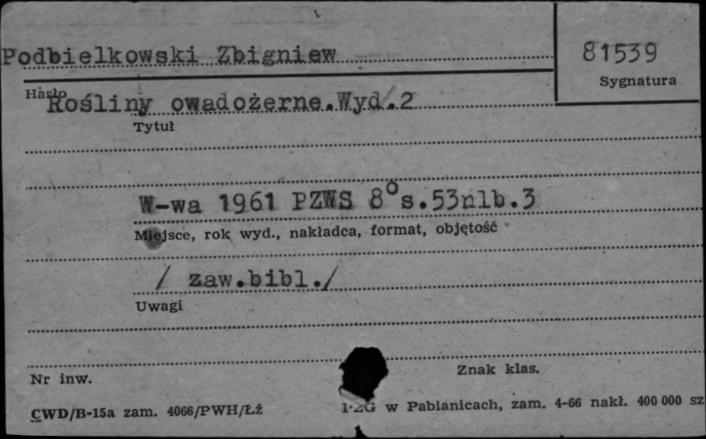 Podbielkowski Zbigniew
81539
Sygnatura
Hasło
Rośliny owadożerne.Wyd.2
Tytuł
W-wa 1961 PZWS 8° s.53nlb.3
Miejsce, rok wyd., nakładca, format, objętość
/ zaw.bibl./
Uwagi
Nr inw.
Znak klas.
CWD/B-15a zam. 4066/PWH/Łź
w Pabianicach, zam. 4-66 nakł. 400 000 sz